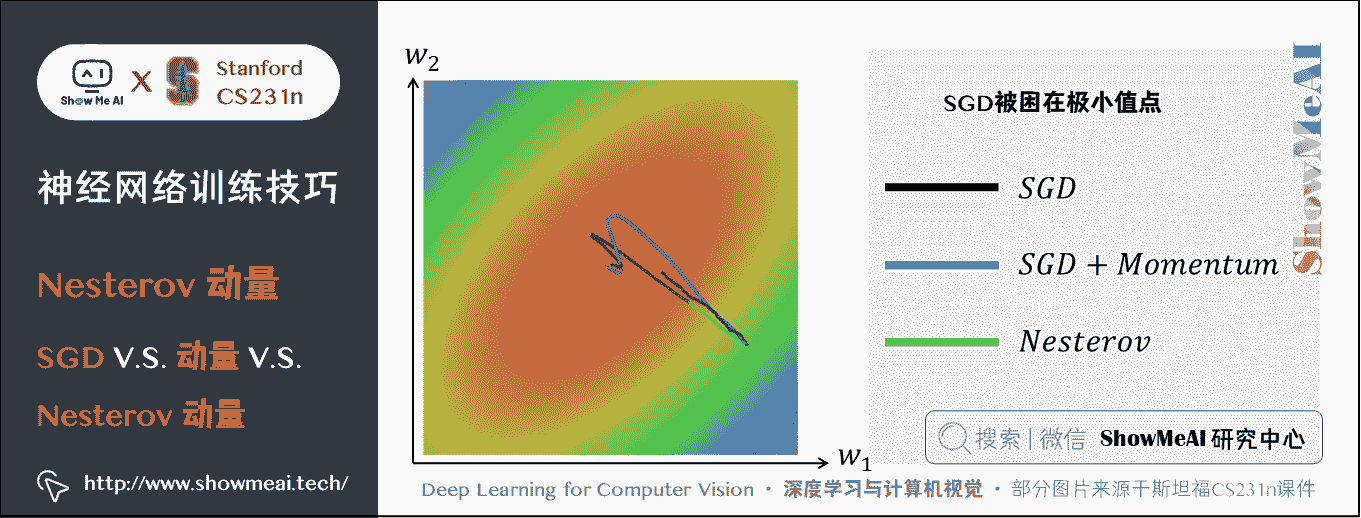 Show Me AI
X
Stanford
CS231n
神经网络训练技巧
Nesterov 动量
SGD V.S. 动量 V.S.
Nesterov 动量
http://www.showmeai.tech/
w2
w1
SGD被困在极小值点
SGD
SGD + Momentum
Nesterov
ShowMeAI
搜索 | 微信 ShowMeAI 研究中心
Deep Learning for Computer Vision · 深度学习与计算机视觉 · 部分图片来源于斯坦福CS231n课件